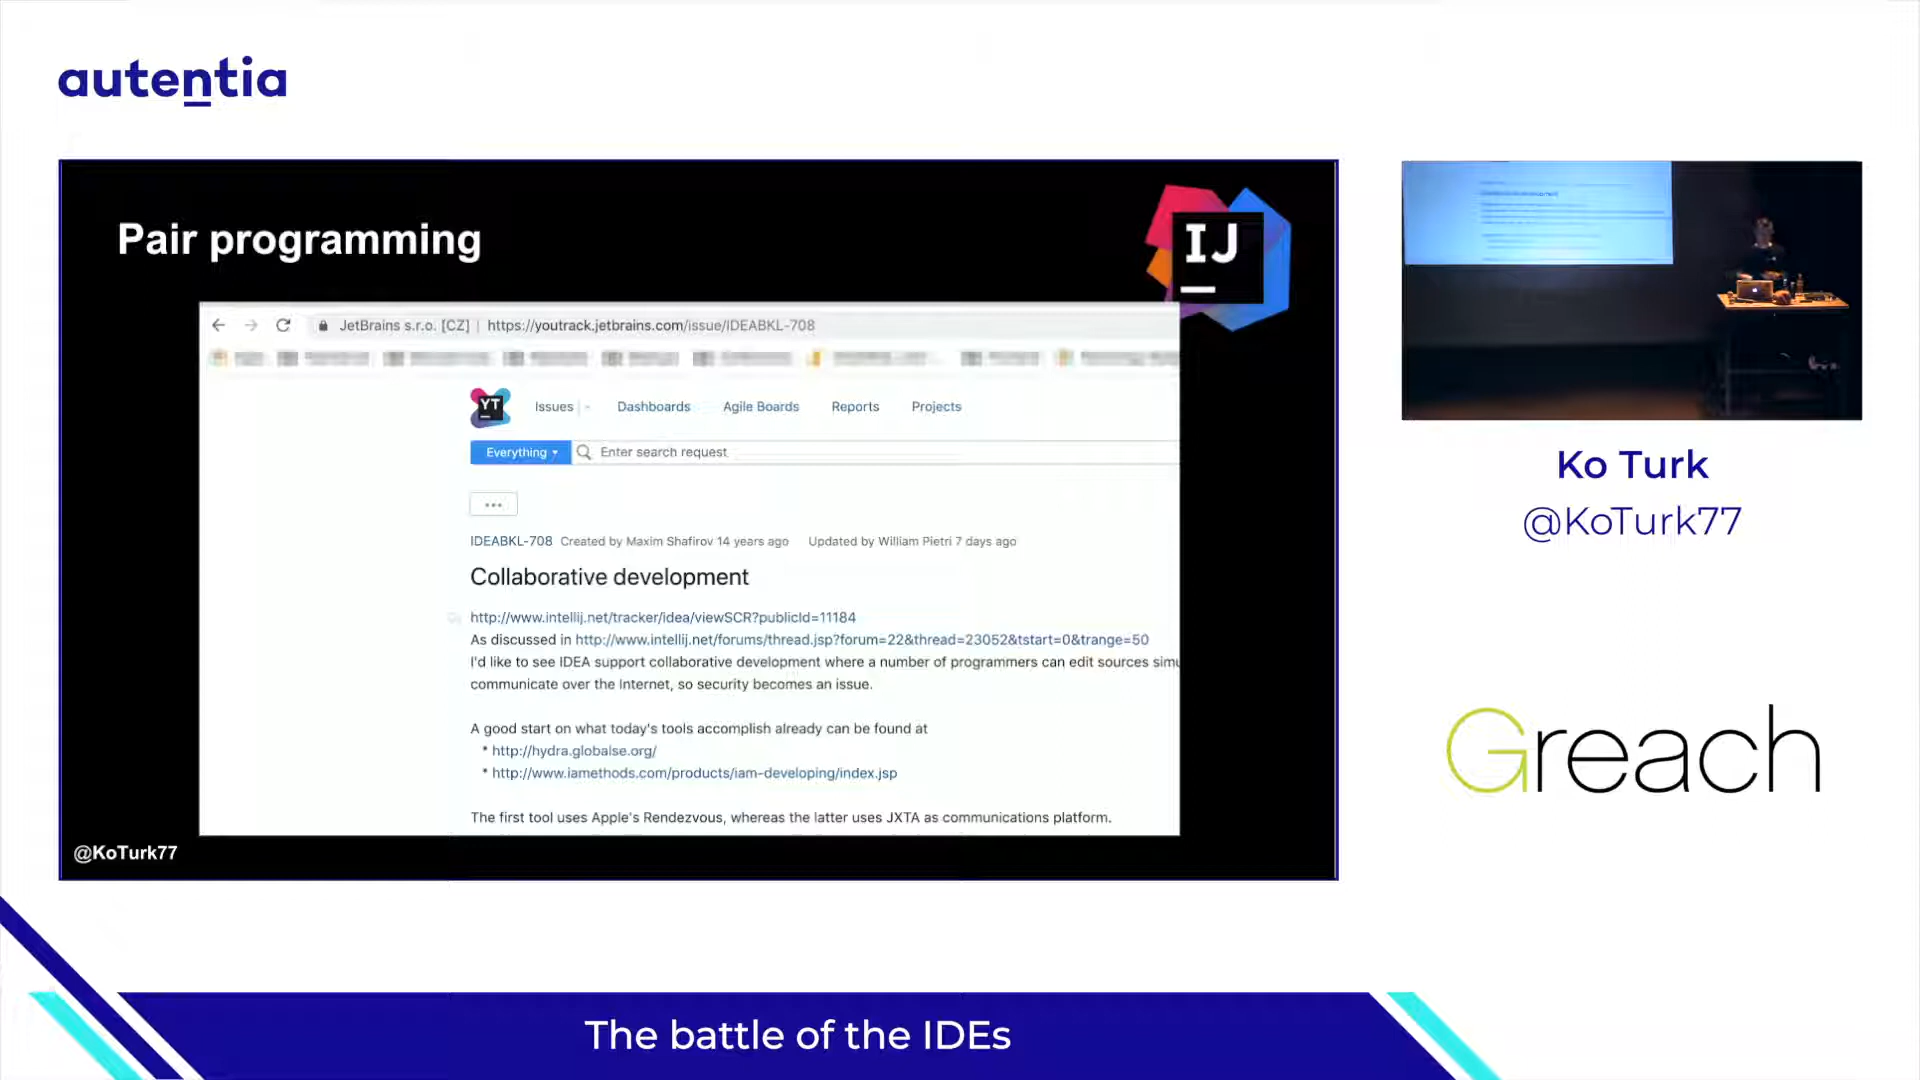 autentia
Pair programming
IJ
JetBrains s.r.o. [CZ] | https://youtrack.jetbrains.com/issue/IDEABKL-708
YT
Issues Dashboards Agile Boards Reports Projects
Everything Enter search request
...
IDEABKL-708 Created by Maxim Shafirov 14 years ago Updated by William Pietri 7 days ago
Collaborative development
http://www.intellij.net/tracker/idea/viewSCR?publicId=11184
As discussed in http://www.intellij.net/forums/thread.jsp?forum=22&thread=23052&tstart=0&trange=50
I'd like to see IDEA support collaborative development where a number of programmers can edit sources simu
communicate over the Internet, so security becomes an issue.
A good start on what today's tools accomplish already can be found at
* http://hydra.globalse.org/
* http://www.iamethods.com/products/iam-developing/index.jsp
The first tool uses Apple's Rendezvous, whereas the latter uses JXTA as communications platform.
@KoTurk77
Ko Turk
@KoTurk77
Greach
The battle of the IDEs